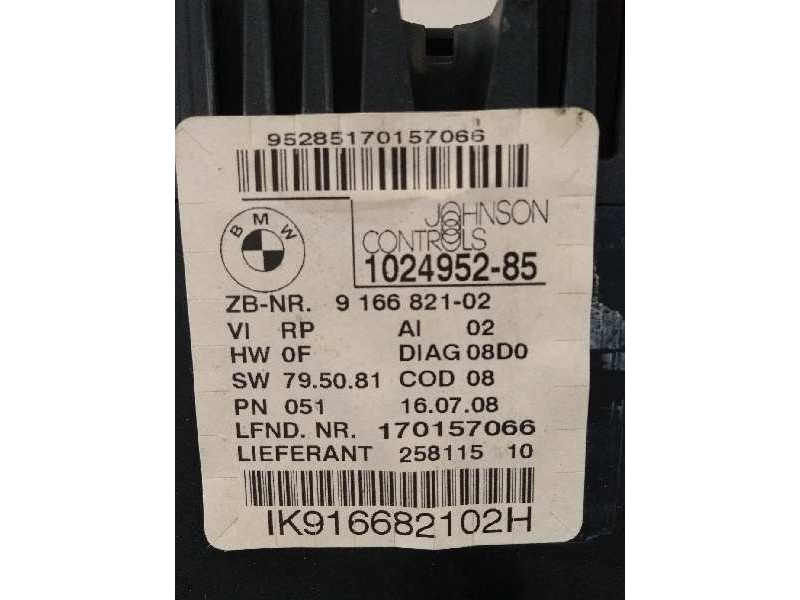 95285170157066
BMW
JOHNSON
CONTROLS
1024952-85
ZB-NR. 9 166 821-02
VI RP AI 02
HW 0F DIAG 08D0
SW 79.50.81 COD 08
PN 051 16.07.08
LFND. NR. 170157066
LIEFERANT 258115 10
IK916682102H